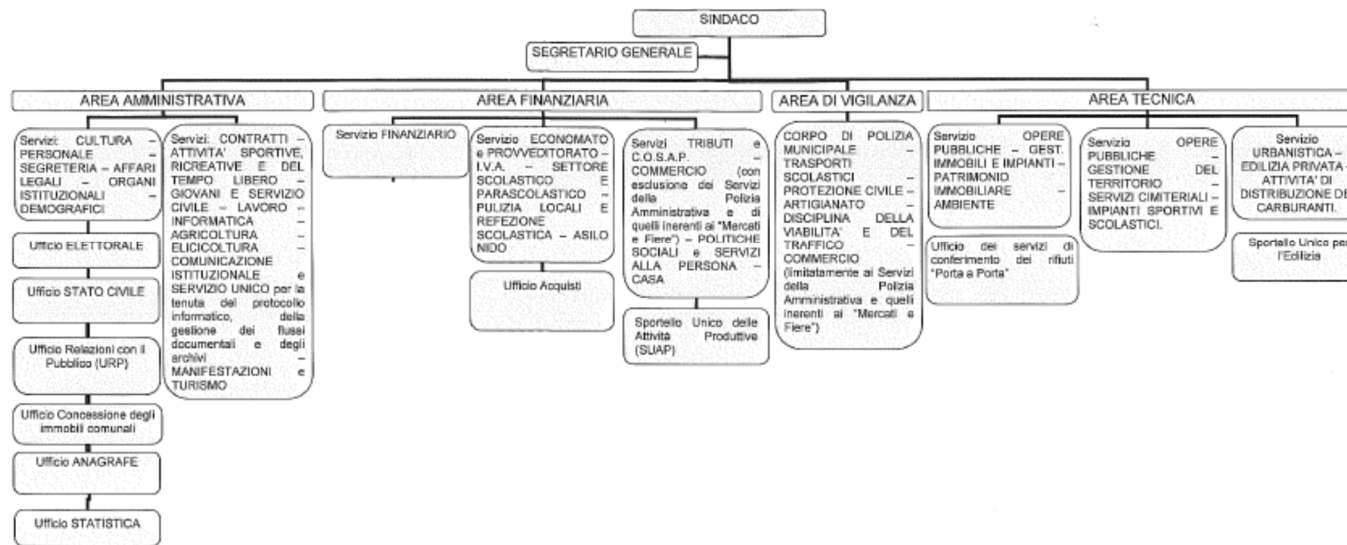 SINDACO
SEGRETARIO GENERALE
AREA AMMINISTRATIVA
Servizi: CULTURA –
PERSONALE –
SEGRETERIA – AFFARI
LEGALI – ORGANI
ISTITUZIONALI –
DEMOGRAFICI
Ufficio ELETTORALE
Ufficio STATO CIVILE
Ufficio Relazioni con il
Pubblico (URP)
Ufficio Concessione degli
immobili comunali
Ufficio ANAGRAFE
Ufficio STATISTICA
Servizi: CONTRATTI –
ATTIVITA' SPORTIVE,
RICREATIVE E DEL
TEMPO LIBERO –
GIOVANI E SERVIZIO
CIVILE – LAVORO –
INFORMATICA –
AGRICOLTURA –
ELICICOLTURA –
COMUNICAZIONE
ISTITUZIONALE e
SERVIZIO UNICO per la
tenuta del protocollo
informatico, della
gestione dei flussi
documentali e degli
archivi –
MANIFESTAZIONI e
TURISMO
AREA FINANZIARIA
Servizio FINANZIARIO
Servizio ECONOMATO
e PROVVEDITORATO –
I.V.A. – SETTORE
SCOLASTICO E
PARASCOLASTICO –
PULIZIA LOCALI E
REFEZIONE
SCOLASTICA – ASILO
NIDO
Ufficio Acquisti
Servizi TRIBUTI e
C.O.S.A.P. –
COMMERCIO (con
esclusione dei Servizi
della Polizia
Amministrativa e di
quelli inerenti ai "Mercati
e Fiere") – POLITICHE
SOCIALI e SERVIZI
ALLA PERSONA –
CASA
Sportello Unico delle
Attività Produttive
(SUAP)
AREA DI VIGILANZA
CORPO DI POLIZIA
MUNICIPALE –
TRASPORTI
SCOLASTICI –
PROTEZIONE CIVILE –
ARTIGIANATO –
DISCIPLINA DELLA
VIABILITA' E DEL
TRAFFICO –
COMMERCIO
(limitatamente ai Servizi
della Polizia
Amministrativa e quelli
inerenti ai "Mercati e
Fiere")
AREA TECNICA
Servizio OPERE
PUBBLICHE – GEST.
IMMOBILI E IMPIANTI –
PATRIMONIO
IMMOBILIARE –
AMBIENTE
Ufficio dei servizi di
conferimento dei rifiuti
"Porta a Porta"
Servizio OPERE
PUBBLICHE –
GESTIONE DEL
TERRITORIO –
SERVIZI CIMITERIALI –
IMPIANTI SPORTIVI E
SCOLASTICI.
Servizio
URBANISTICA –
EDILIZIA PRIVATA –
ATTIVITA' DI
DISTRIBUZIONE DE
CARBURANTI.
Sportello Unico per
l'Edilizia